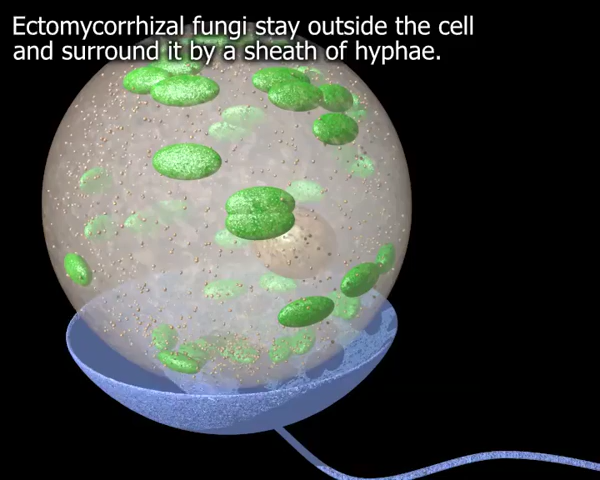 Ectomycorrhizal fungi stay outside the cell
and surround it by a sheath of hyphae.